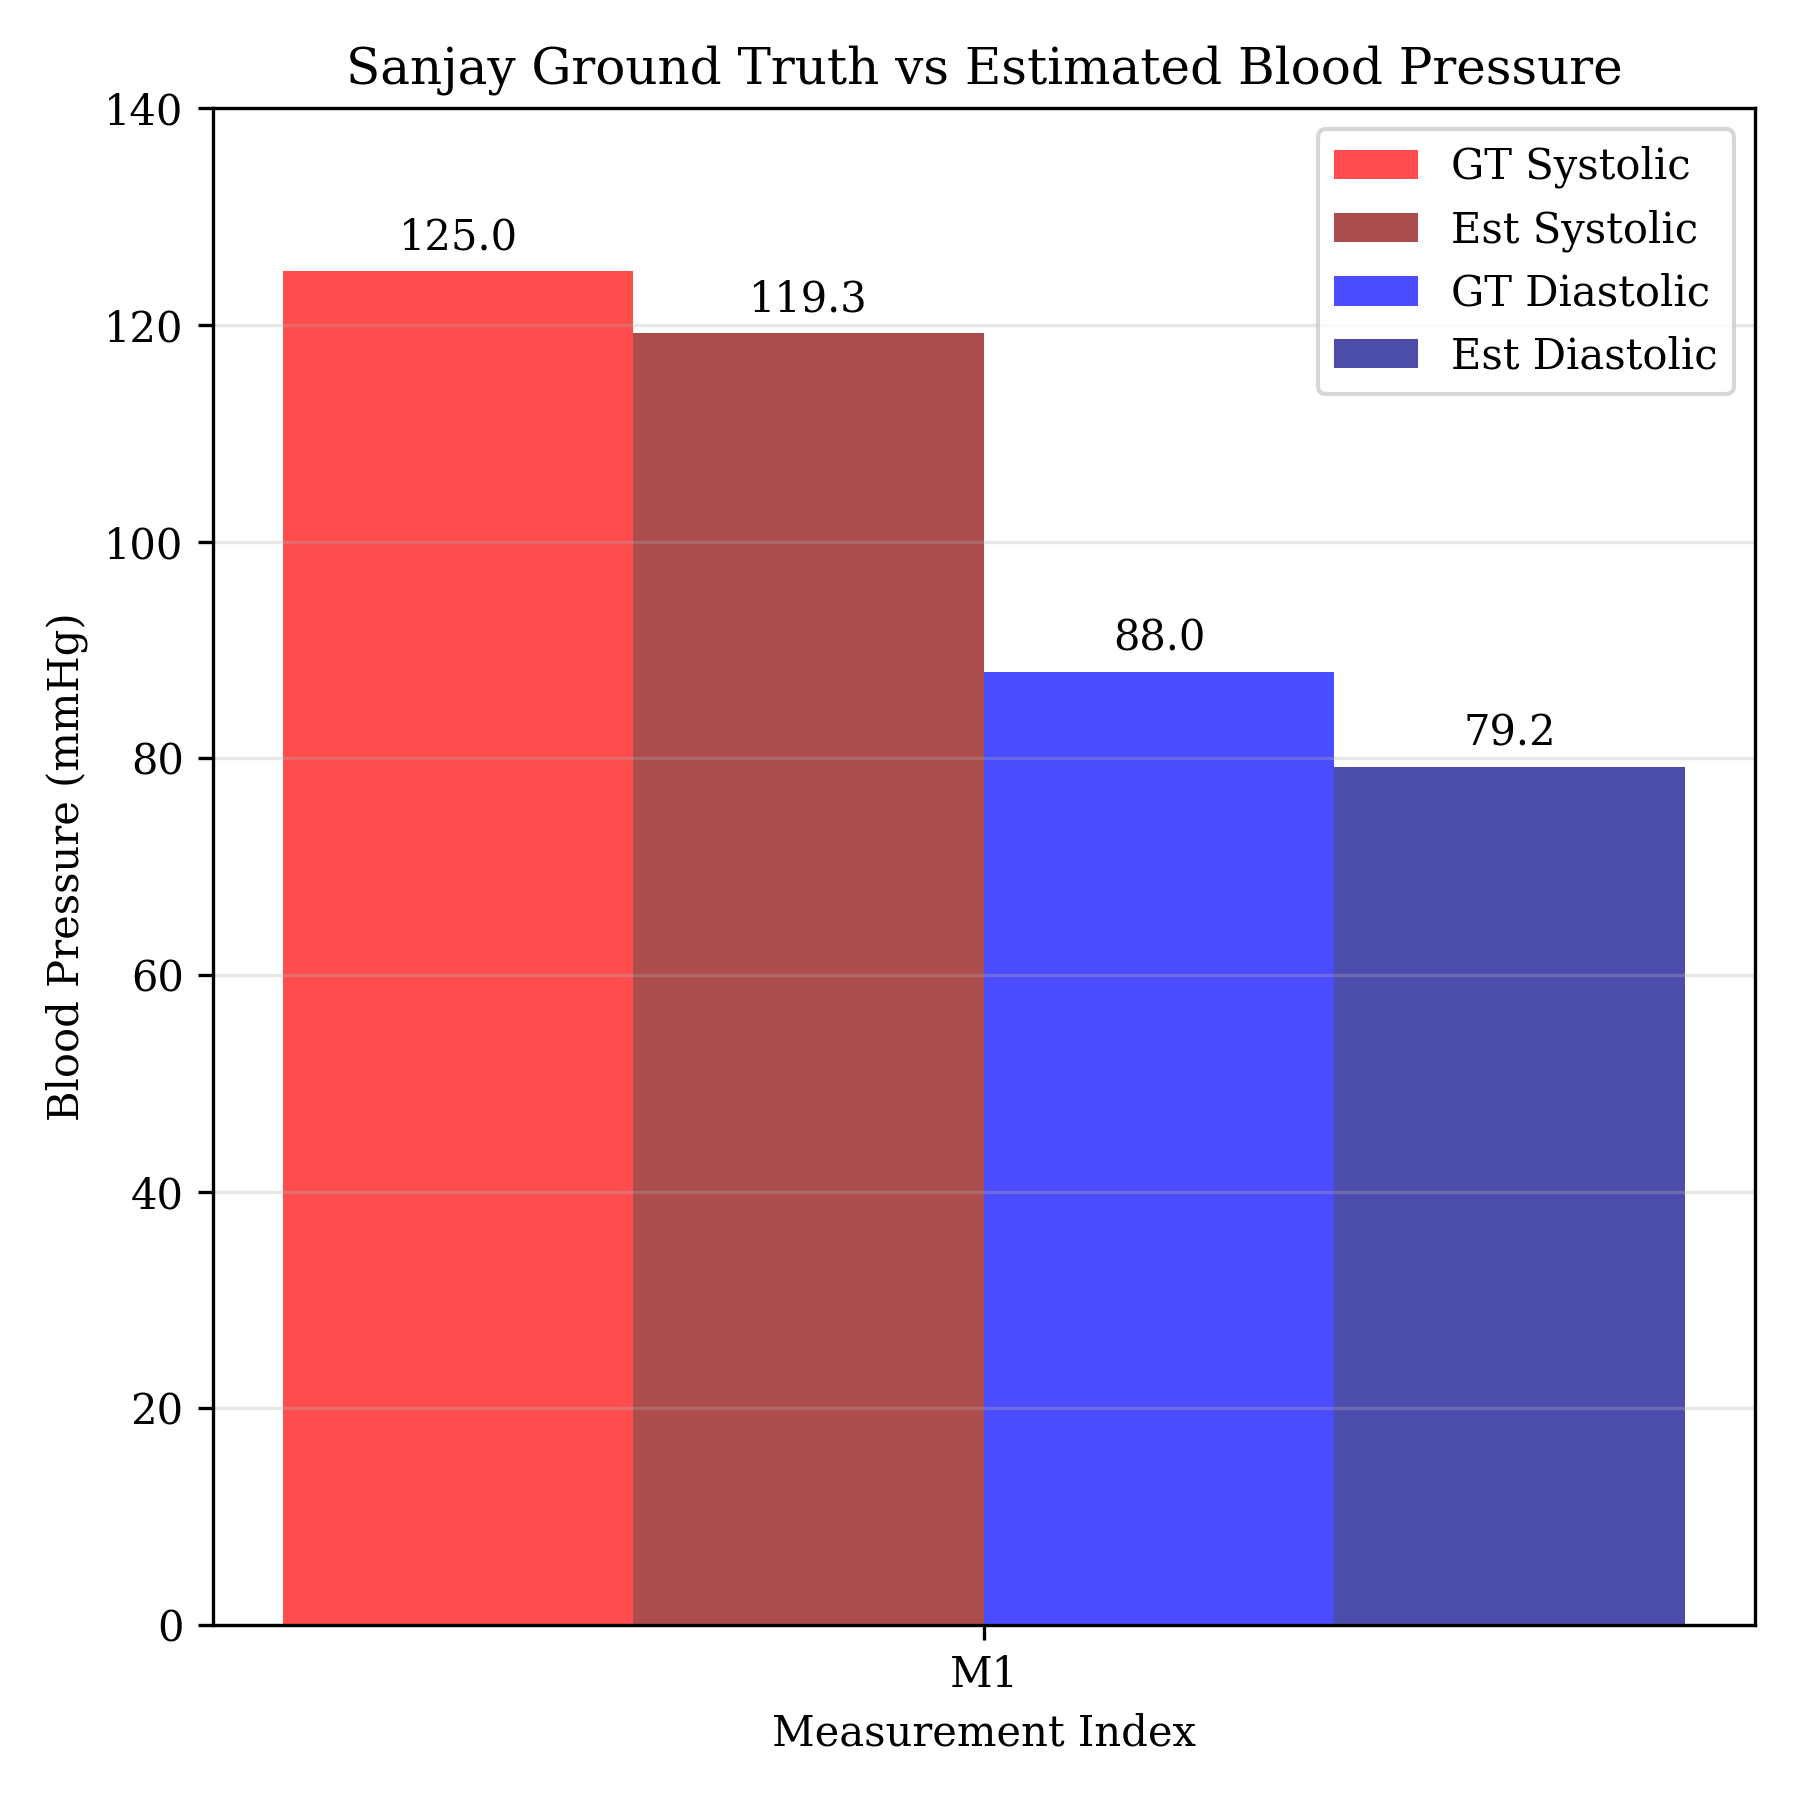 Sanjay Ground Truth vs Estimated Blood Pressure
140
120
100
80
60
40
20
0
Blood Pressure (mmHg)
125.0
119.3
88.0
79.2
GT Systolic
Est Systolic
GT Diastolic
Est Diastolic
M1
Measurement Index